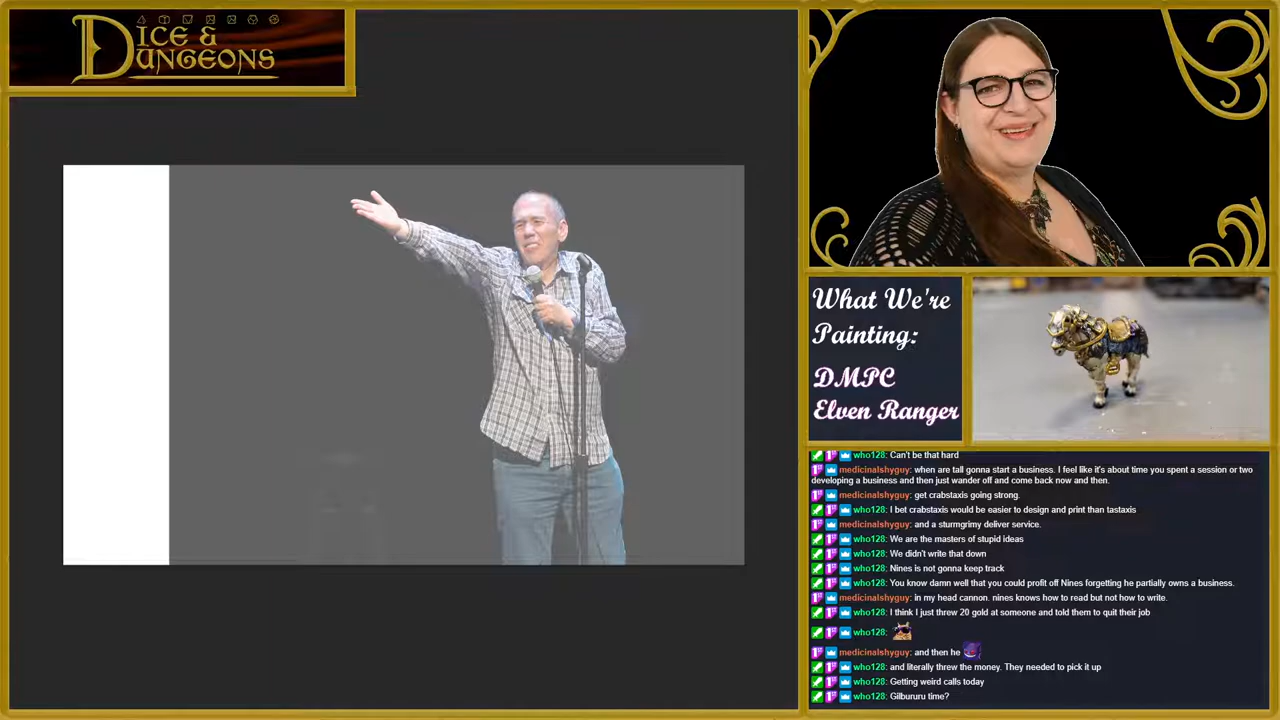 DICE &
DUNGEONS
What We're
Painting:
DMPC
Elven Ranger
who128: Can't be that hard
medicinalshyguy: when are tall gonna start a business. I feel like it's about time you spent a session or two
developing a business and then just wander off and come back now and then.
medicinalshyguy: get crabstaxis going strong.
who128: I bet crabstaxis would be easier to design and print than tastaxis
medicinalshyguy: and a sturmgrimy deliver service.
who128: We are the masters of stupid ideas
who128: We didn't write that down
who128: Nines is not gonna keep track
who128: You know damn well that you could profit off Nines forgetting he partially owns a business.
medicinalshyguy: in my head cannon. nines knows how to read but not how to write.
who128: I think I just threw 20 gold at someone and told them to quit their job
who128:
medicinalshyguy: and then he
who128: and literally threw the money. They needed to pick it up
who128: Getting weird calls today
who128: Gilbururu time?